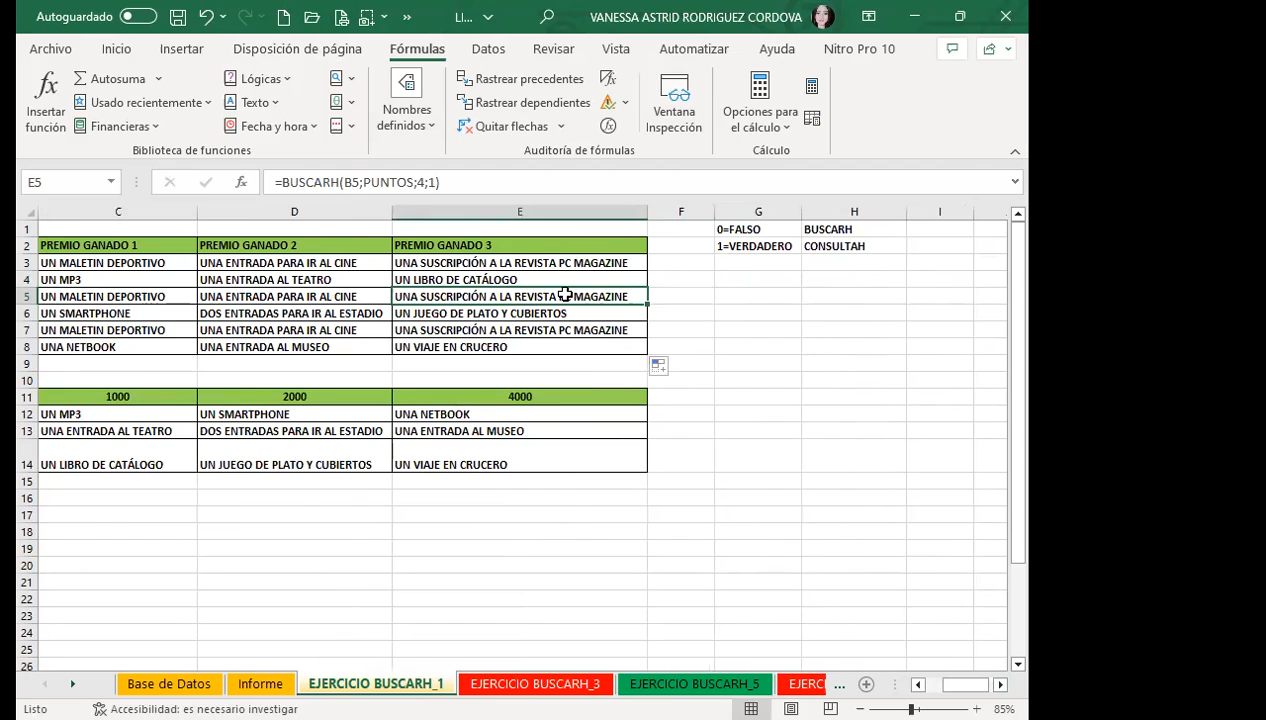 Autoguardado LI... VANESSA ASTRID RODRIGUEZ CORDOVA
Archivo Inicio Insertar Disposición de página Fórmulas Datos Revisar Vista Automatizar Ayuda Nitro Pro 10
Insertar función
Autosuma
Usado recientemente
Financieras
Lógicas
Texto
Fecha y hora
Biblioteca de funciones
Nombres definidos
Rastrear precedentes
Rastrear dependientes
Quitar flechas
Auditoría de fórmulas
Ventana Inspección
Opciones para el cálculo
Cálculo
E5 fx =BUSCARH(B5;PUNTOS;4;1)
C D E F G H I
1 0=FALSO BUSCARH
2 PREMIO GANADO 1 PREMIO GANADO 2 PREMIO GANADO 3 1=VERDADERO CONSULTAH
3 UN MALETIN DEPORTIVO UNA ENTRADA PARA IR AL CINE UNA SUSCRIPCIÓN A LA REVISTA PC MAGAZINE
4 UN MP3 UNA ENTRADA AL TEATRO UN LIBRO DE CATÁLOGO
5 UN MALETIN DEPORTIVO UNA ENTRADA PARA IR AL CINE UNA SUSCRIPCIÓN A LA REVISTA MAGAZINE
6 UN SMARTPHONE DOS ENTRADAS PARA IR AL ESTADIO UN JUEGO DE PLATO Y CUBIERTOS
7 UN MALETIN DEPORTIVO UNA ENTRADA PARA IR AL CINE UNA SUSCRIPCIÓN A LA REVISTA PC MAGAZINE
8 UNA NETBOOK UNA ENTRADA AL MUSEO UN VIAJE EN CRUCERO
9
10
11 1000 2000 4000
12 UN MP3 UN SMARTPHONE UNA NETBOOK
13 UNA ENTRADA AL TEATRO DOS ENTRADAS PARA IR AL ESTADIO UNA ENTRADA AL MUSEO
14 UN LIBRO DE CATÁLOGO UN JUEGO DE PLATO Y CUBIERTOS UN VIAJE EN CRUCERO
15
16
17
18
19
20
21
22
23
24
25
26
Base de Datos Informe EJERCICIO BUSCARH_1 EJERCICIO BUSCARH_3 EJERCICIO BUSCARH_5 EJERCI ...
Listo Accesibilidad: es necesario investigar 85%